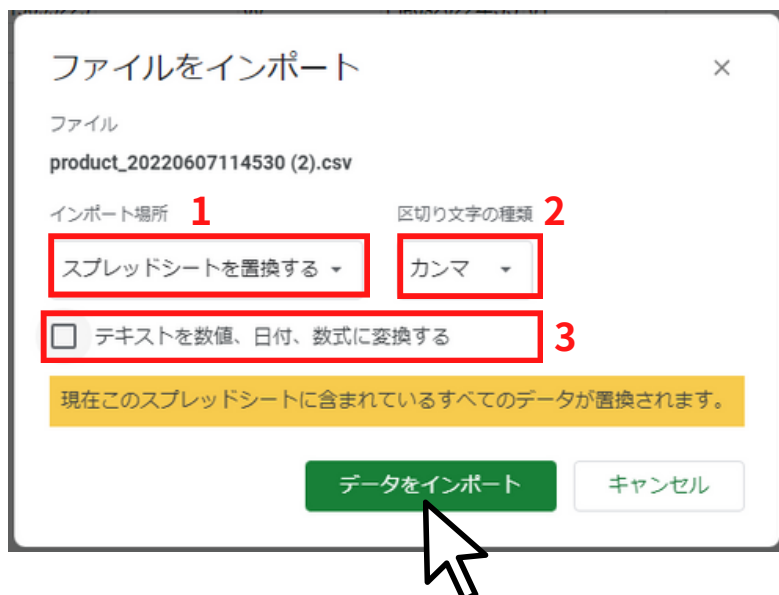 ファイルをインポート
ファイル
product_20220607114530 (2).csv
インポート場所 1 区切り文字の種類 2
スプレッドシートを置換する カンマ
テキストを数値、日付、数式に変換する 3
現在このスプレッドシートに含まれているすべてのデータが置換されます。
データをインポート キャンセル